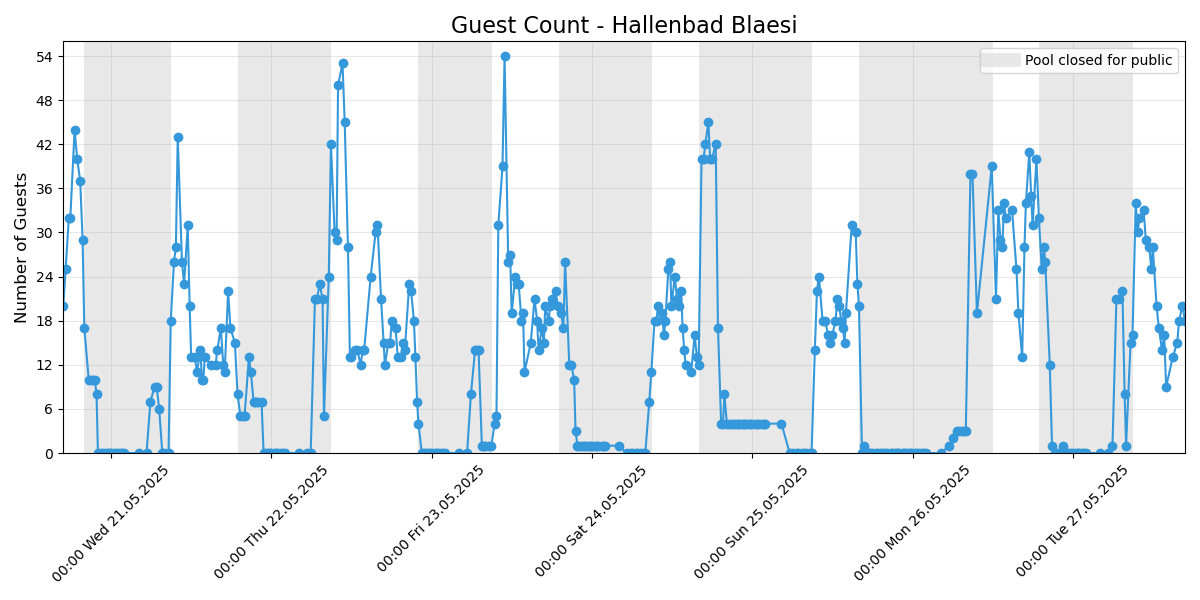 Guest Count - Hallenbad Blaesi
Pool closed for public
Number of Guests
54
48
42
36
30
24
18
12
6
0
00:00 Wed 21.05.2025
00:00 Thu 22.05.2025
00:00 Fri 23.05.2025
00:00 Sat 24.05.2025
00:00 Sun 25.05.2025
00:00 Mon 26.05.2025
00:00 Tue 27.05.2025